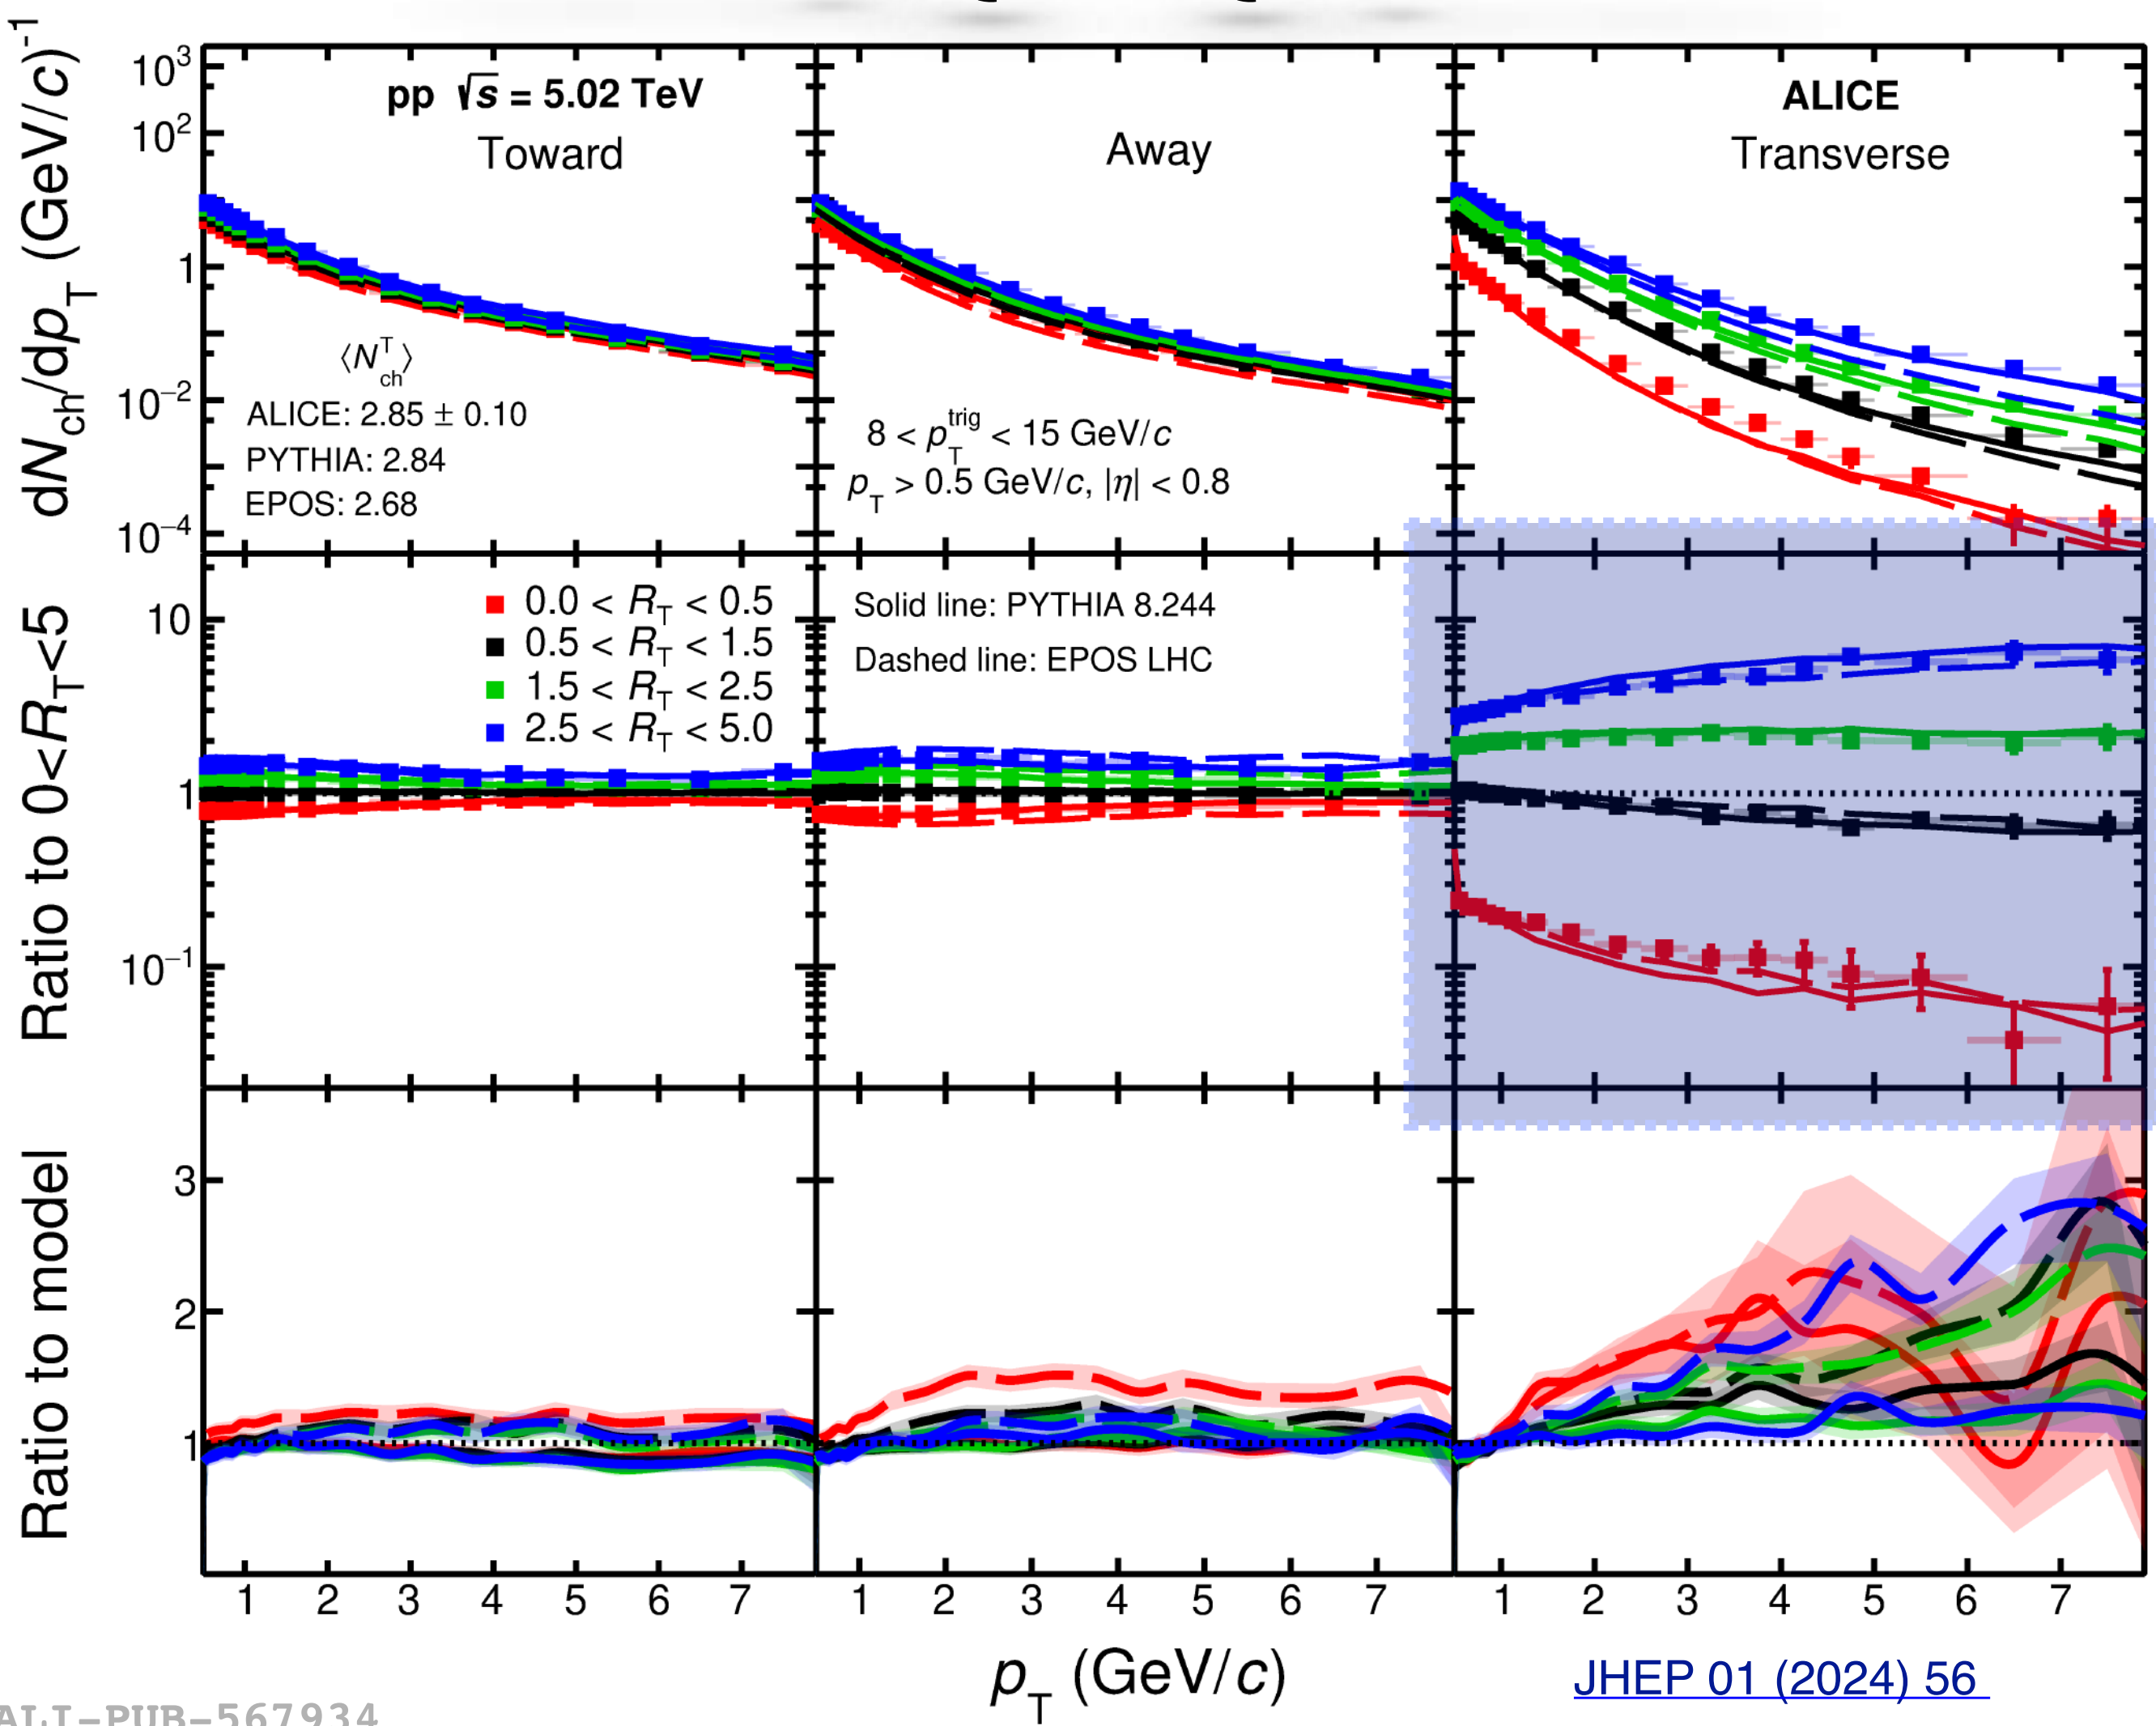 dN_ch/dp_T (GeV/c)⁻¹
10³
10²
1
10⁻²
10⁻⁴
pp √s = 5.02 TeV
Toward
⟨N_ch^T⟩
ALICE: 2.85 ± 0.10
PYTHIA: 2.84
EPOS: 2.68
Away
8 < p_T^trig < 15 GeV/c
p_T > 0.5 GeV/c, |η| < 0.8
ALICE
Transverse
Ratio to 0<R_T<5
10
1
10⁻¹
0.0 < R_T < 0.5
0.5 < R_T < 1.5
1.5 < R_T < 2.5
2.5 < R_T < 5.0
Solid line: PYTHIA 8.244
Dashed line: EPOS LHC
Ratio to model
3
2
1
1 2 3 4 5 6 7
1 2 3 4 5 6 7
1 2 3 4 5 6 7
p_T (GeV/c)
JHEP 01 (2024) 56
ALI-PUB-567934